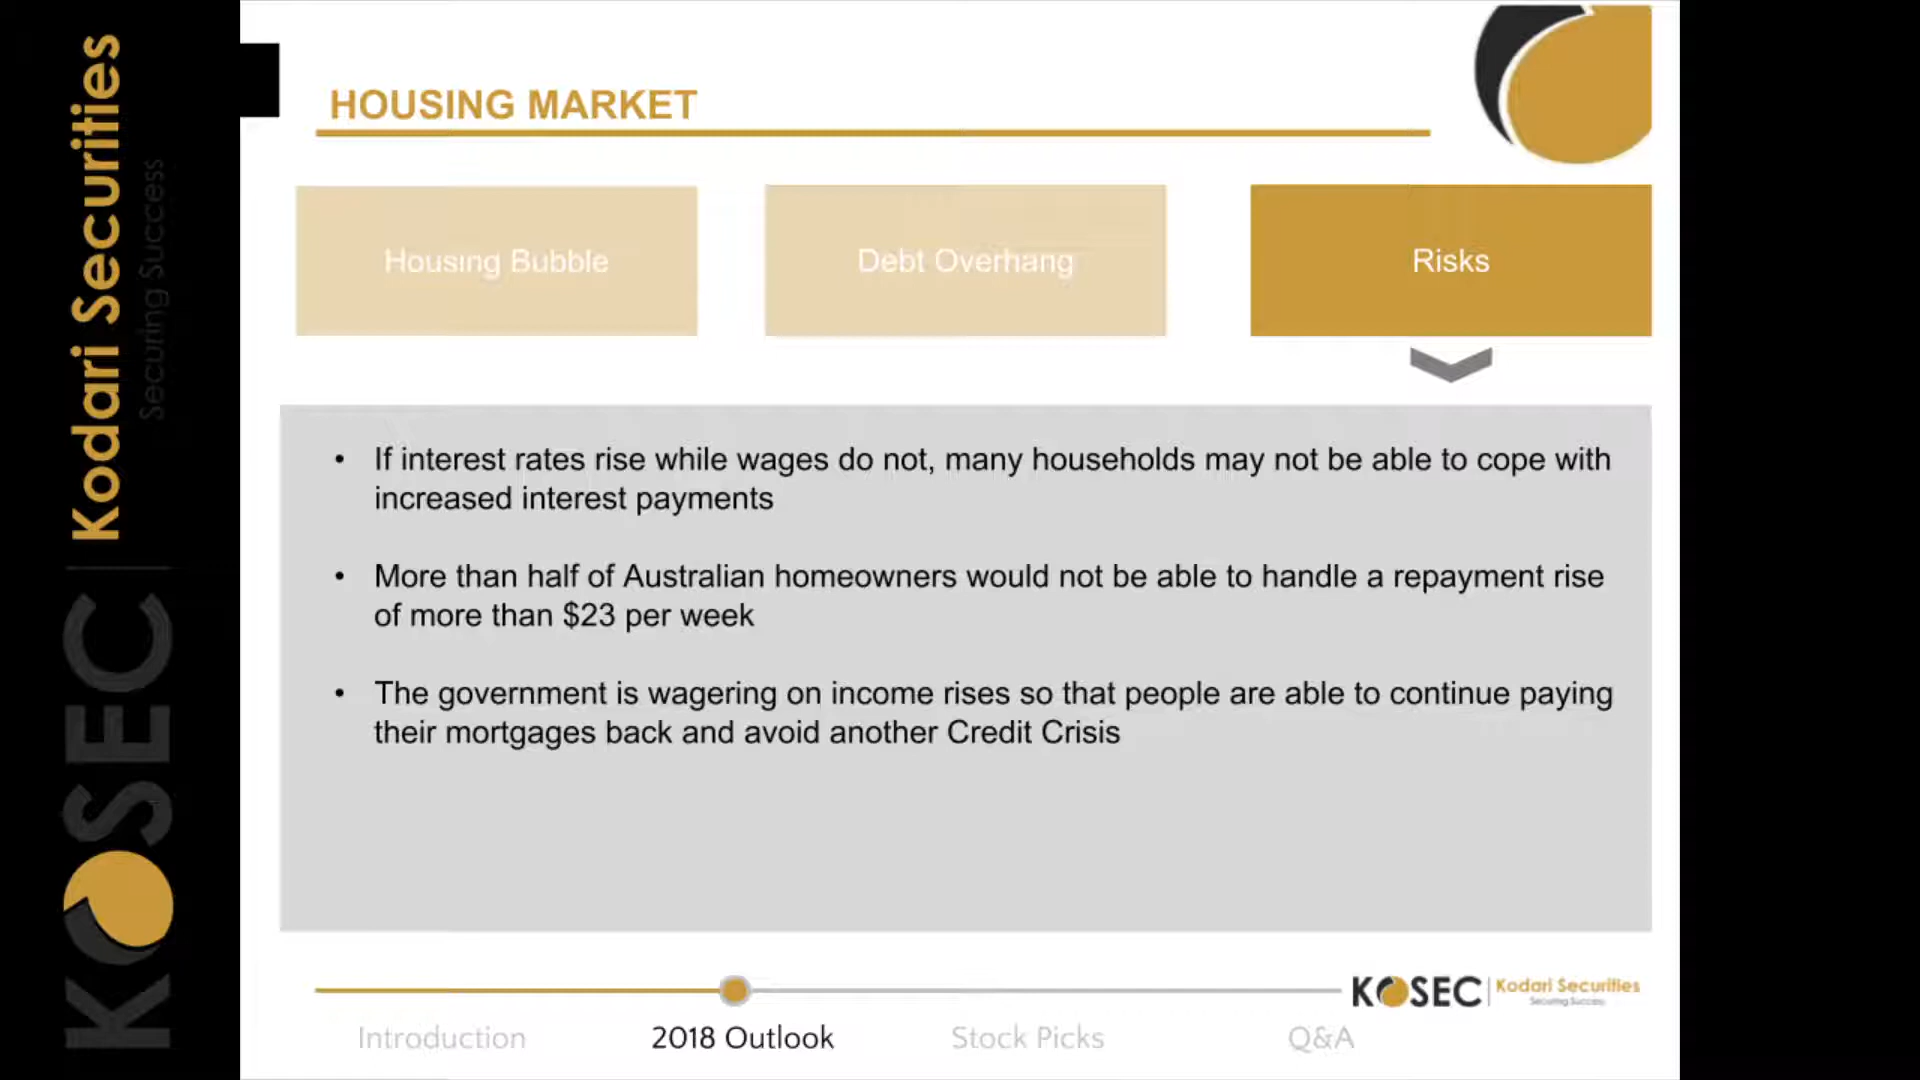 KOSEC | Kodari Securities
Securing Success
HOUSING MARKET
Housing Bubble
Debt Overhang
Risks
• If interest rates rise while wages do not, many households may not be able to cope with
increased interest payments
• More than half of Australian homeowners would not be able to handle a repayment rise
of more than $23 per week
• The government is wagering on income rises so that people are able to continue paying
their mortgages back and avoid another Credit Crisis
KOSEC | Kodari Securities
Securing Success
Introduction
2018 Outlook
Stock Picks
Q&A